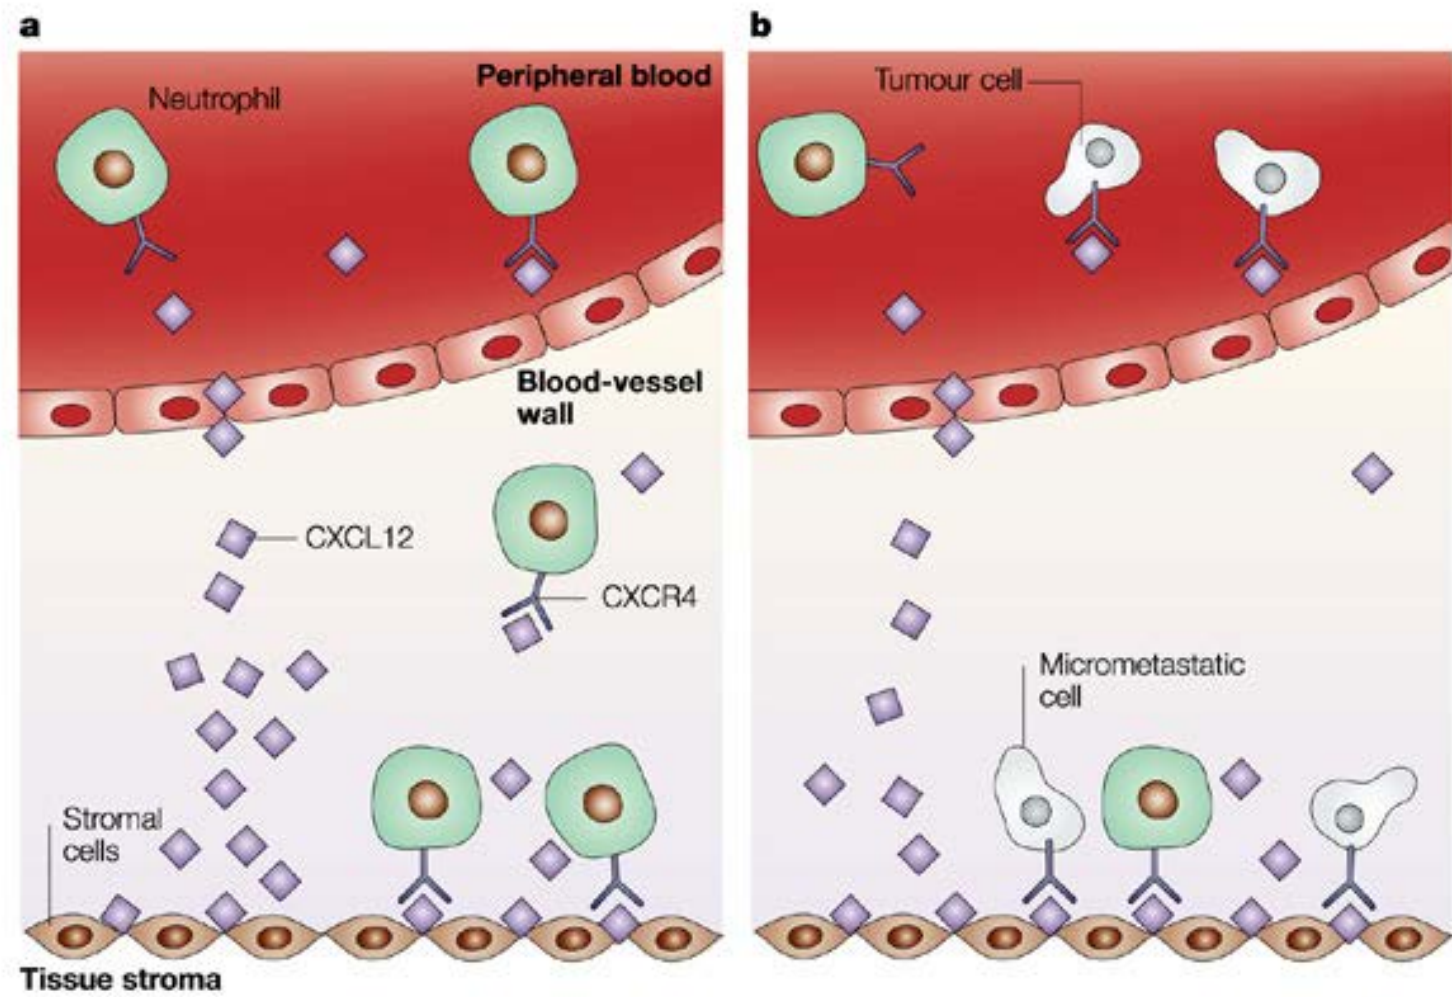 a
Neutrophil
Peripheral blood
Blood-vessel
wall
CXCL12
CXCR4
Stromal
cells
Tissue stroma
b
Tumour cell
Micrometastatic
cell